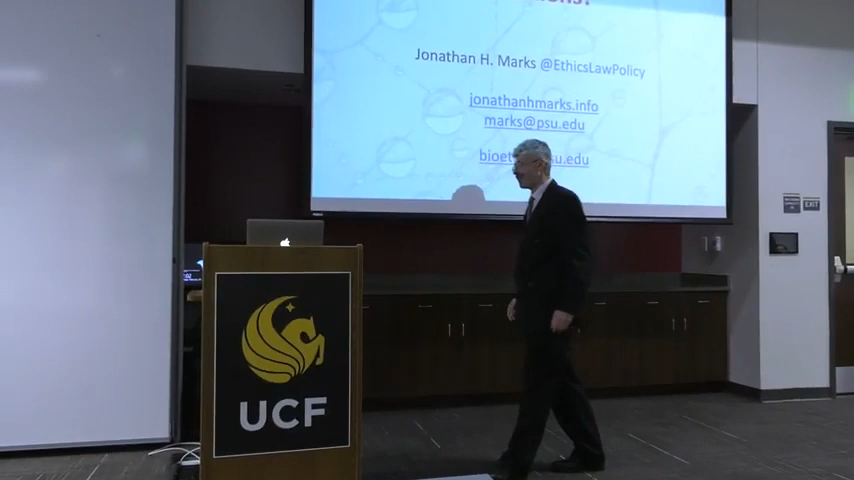 Jonathan H. Marks @EthicsLawPolicy
jonathanhmarks.info
marks@psu.edu
UCF
EXIT